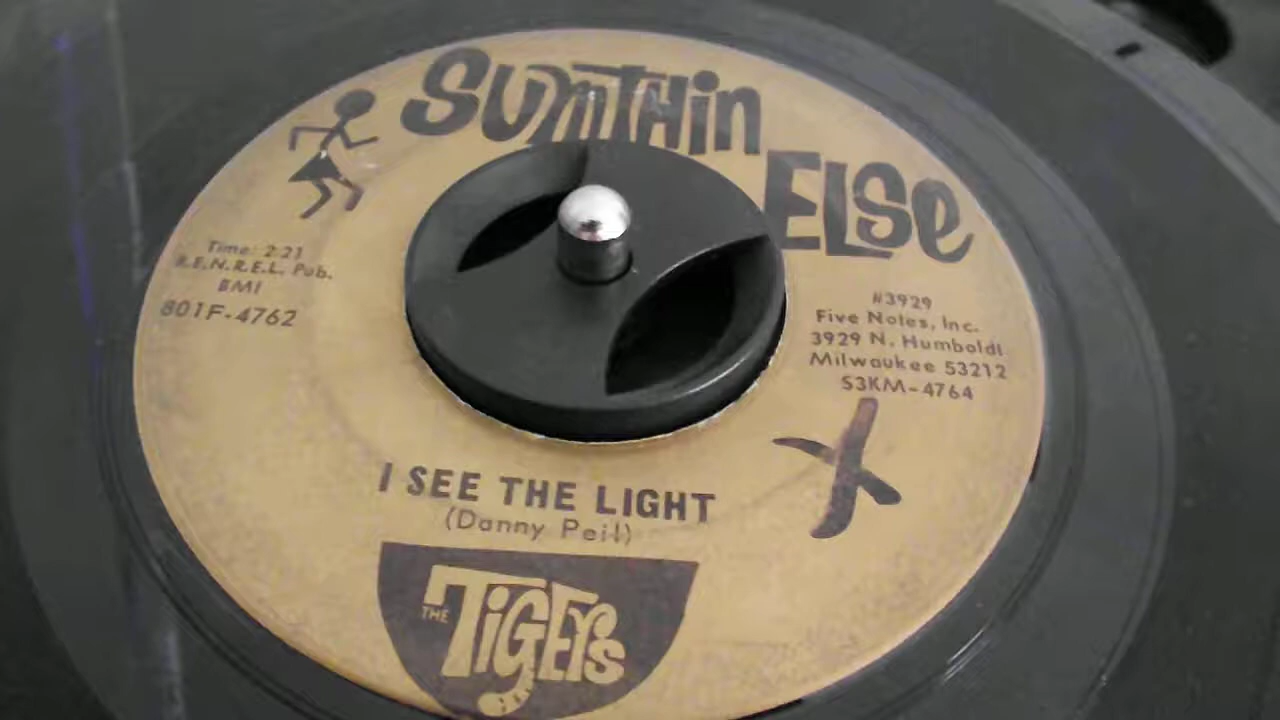 SUMTHIN
ELSE
Time: 2:21
R.E.N.R.E.L. Pub.
BMI
801F-4762
#3929
Five Notes, Inc.
3929 N. Humboldt
Milwaukee 53212
S3KM-4764
X
I SEE THE LIGHT
(Danny Peil)
THE TIGERS